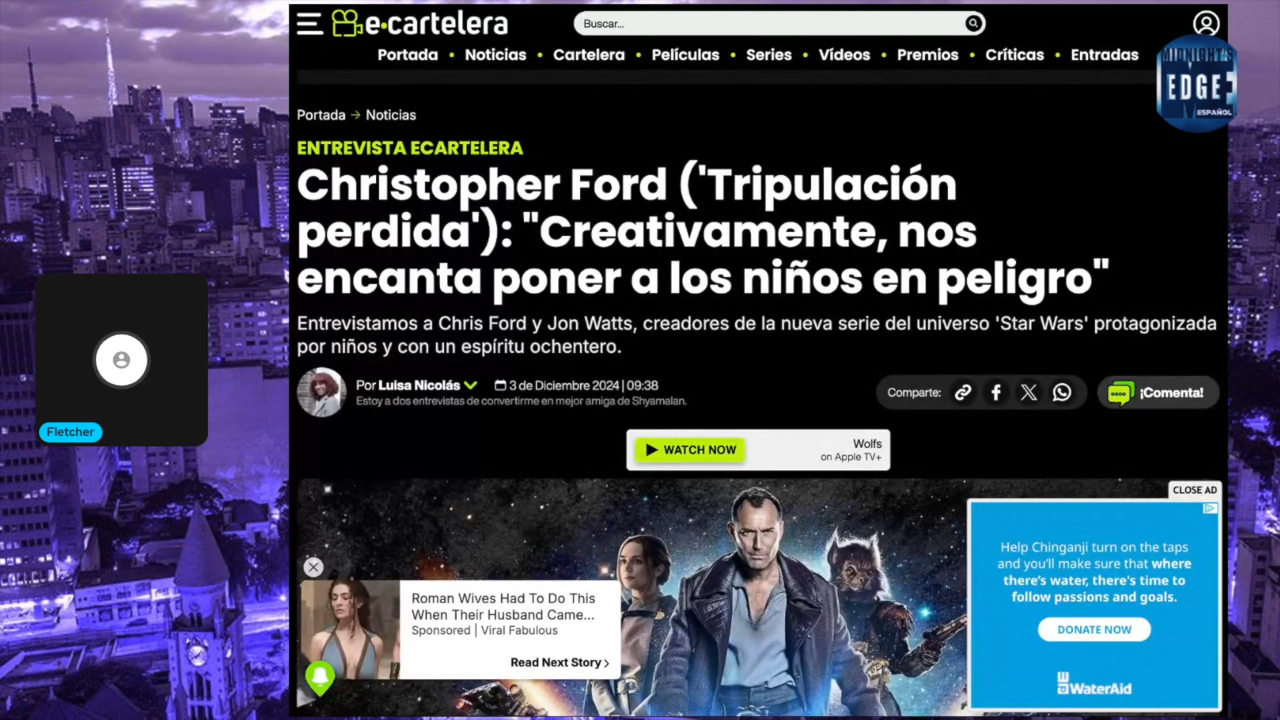 e·cartelera
Buscar...
Portada • Noticias • Cartelera • Películas • Series • Vídeos • Premios • Críticas • Entradas
MIDNIGHT'S
EDGE
ESPAÑOL
Portada → Noticias
ENTREVISTA ECARTELERA
Christopher Ford ('Tripulación
perdida'): "Creativamente, nos
encanta poner a los niños en peligro"
Entrevistamos a Chris Ford y Jon Watts, creadores de la nueva serie del universo 'Star Wars' protagonizada
por niños y con un espíritu ochentero.
Por Luisa Nicolás 3 de Diciembre 2024 | 09:38
Estoy a dos entrevistas de convertirme en mejor amiga de Shyamalan.
Comparte:
¡Comenta!
Fletcher
WATCH NOW
Wolfs
on Apple TV+
CLOSE AD
Help Chinganji turn on the taps
and you'll make sure that where
there's water, there's time to
follow passions and goals.
DONATE NOW
WaterAid
Roman Wives Had To Do This
When Their Husband Came...
Sponsored | Viral Fabulous
Read Next Story >